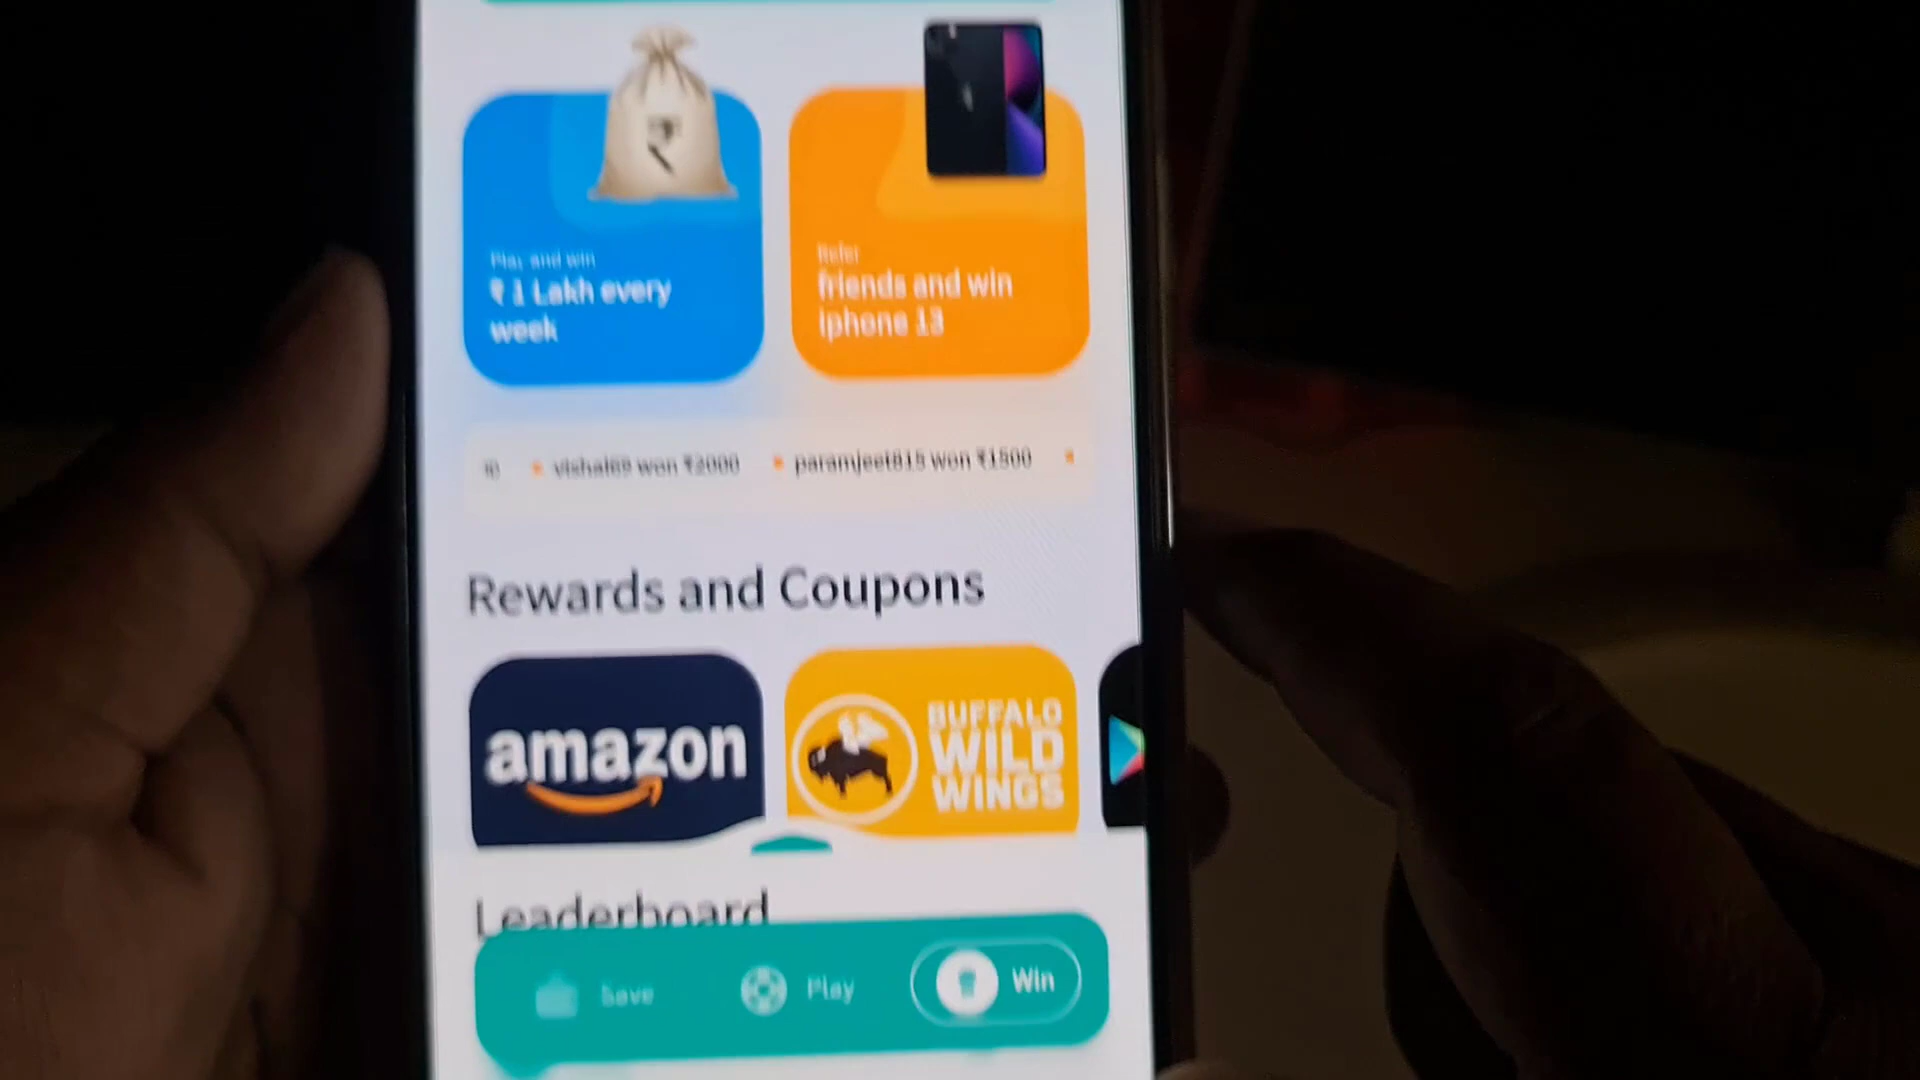 ₹
Play and win
₹ 1 Lakh every
week
Refer
friends and win
Iphone 13
vishal69 won ₹2000
paramjeet815 won ₹1500
Rewards and Coupons
amazon
BUFFALO
WILD
WINGS
Leaderboard
Save
Play
Win